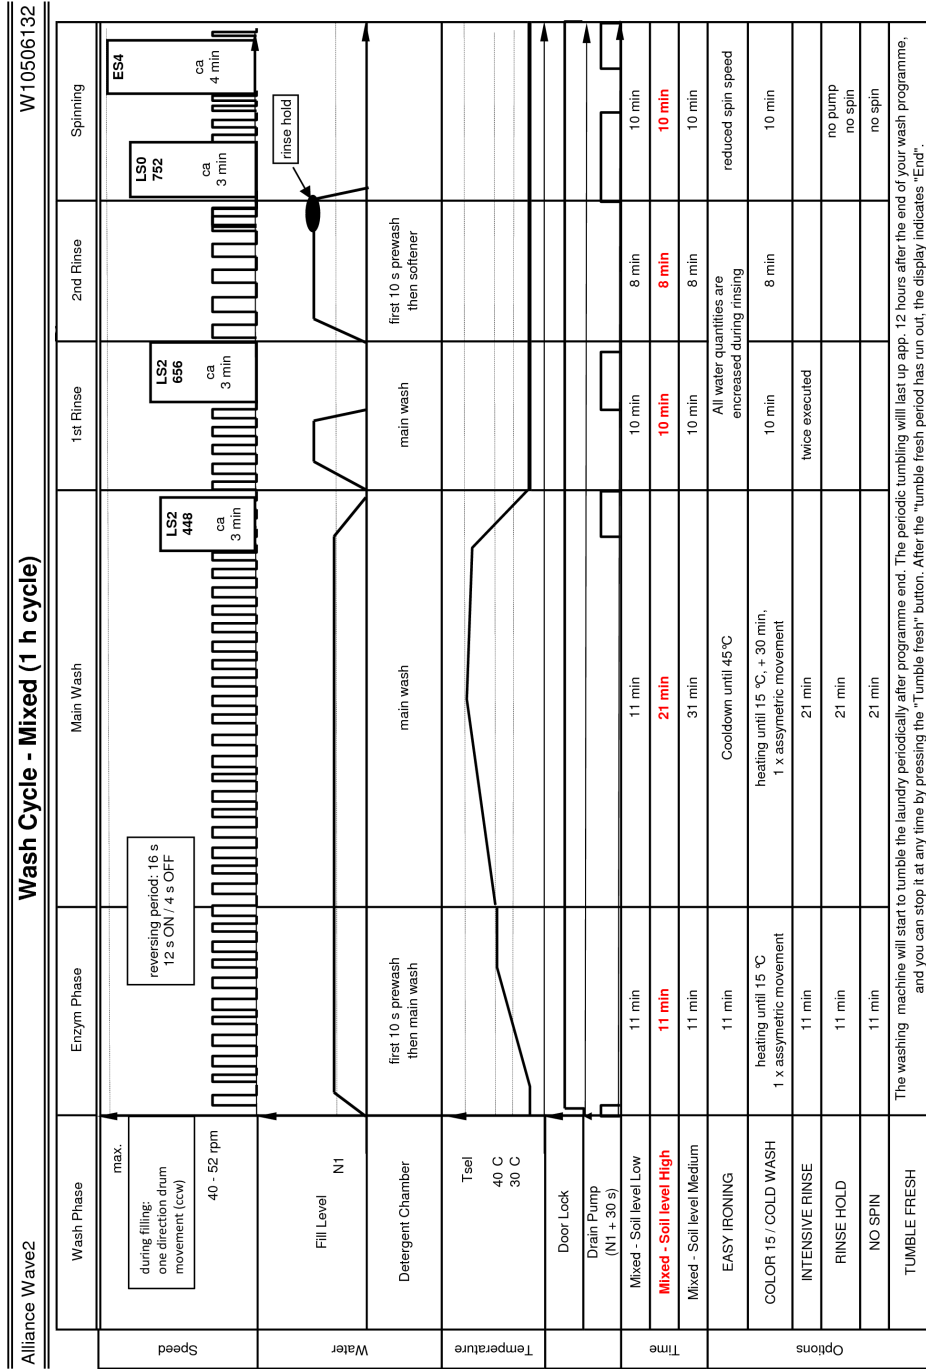 Alliance Wave2
Wash Cycle - Mixed (1 h cycle)
W10506132
Wash Phase
Enzym Phase
Main Wash
1st Rinse
2nd Rinse
Spinning
Speed
max.
during filling:
one direction drum
movement (ccw)
40 - 52 rpm
reversing period: 16 s
12 s ON / 4 s OFF
LS2
448
ca
3 min
LS2
656
ca
3 min
LS0
752
ca
3 min
ES4
ca
4 min
Water
Fill Level
N1
rinse hold
Detergent Chamber
first 10 s prewash
then main wash
main wash
main wash
first 10 s prewash
then softener
Temperature
Tsel
40 C
30 C
Door Lock
Drain Pump
(N1 + 30 s)
Time
Mixed - Soil level Low
11 min
11 min
10 min
8 min
10 min
Mixed - Soil level High
11 min
21 min
10 min
8 min
10 min
Mixed - Soil level Medium
11 min
31 min
10 min
8 min
10 min
Options
EASY IRONING
11 min
Cooldown until 45°C
All water quantities are
encreased during rinsing
reduced spin speed
COLOR 15 / COLD WASH
heating until 15 °C
1 x assymetric movement
heating until 15 °C, + 30 min,
1 x assymetric movement
10 min
8 min
10 min
INTENSIVE RINSE
11 min
21 min
twice executed
RINSE HOLD
11 min
21 min
no pump
no spin
NO SPIN
11 min
21 min
no spin
TUMBLE FRESH
The washing machine will start to tumble the laundry periodically after programme end. The periodic tumbling willl last up app. 12 hours after the end of your wash programme,
and you can stop it at any time by pressing the "Tumble fresh" button. After the "tumble fresh period has run out, the display indicates "End".